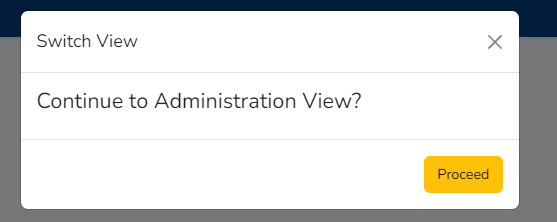 Switch View
Continue to Administration View?
Proceed